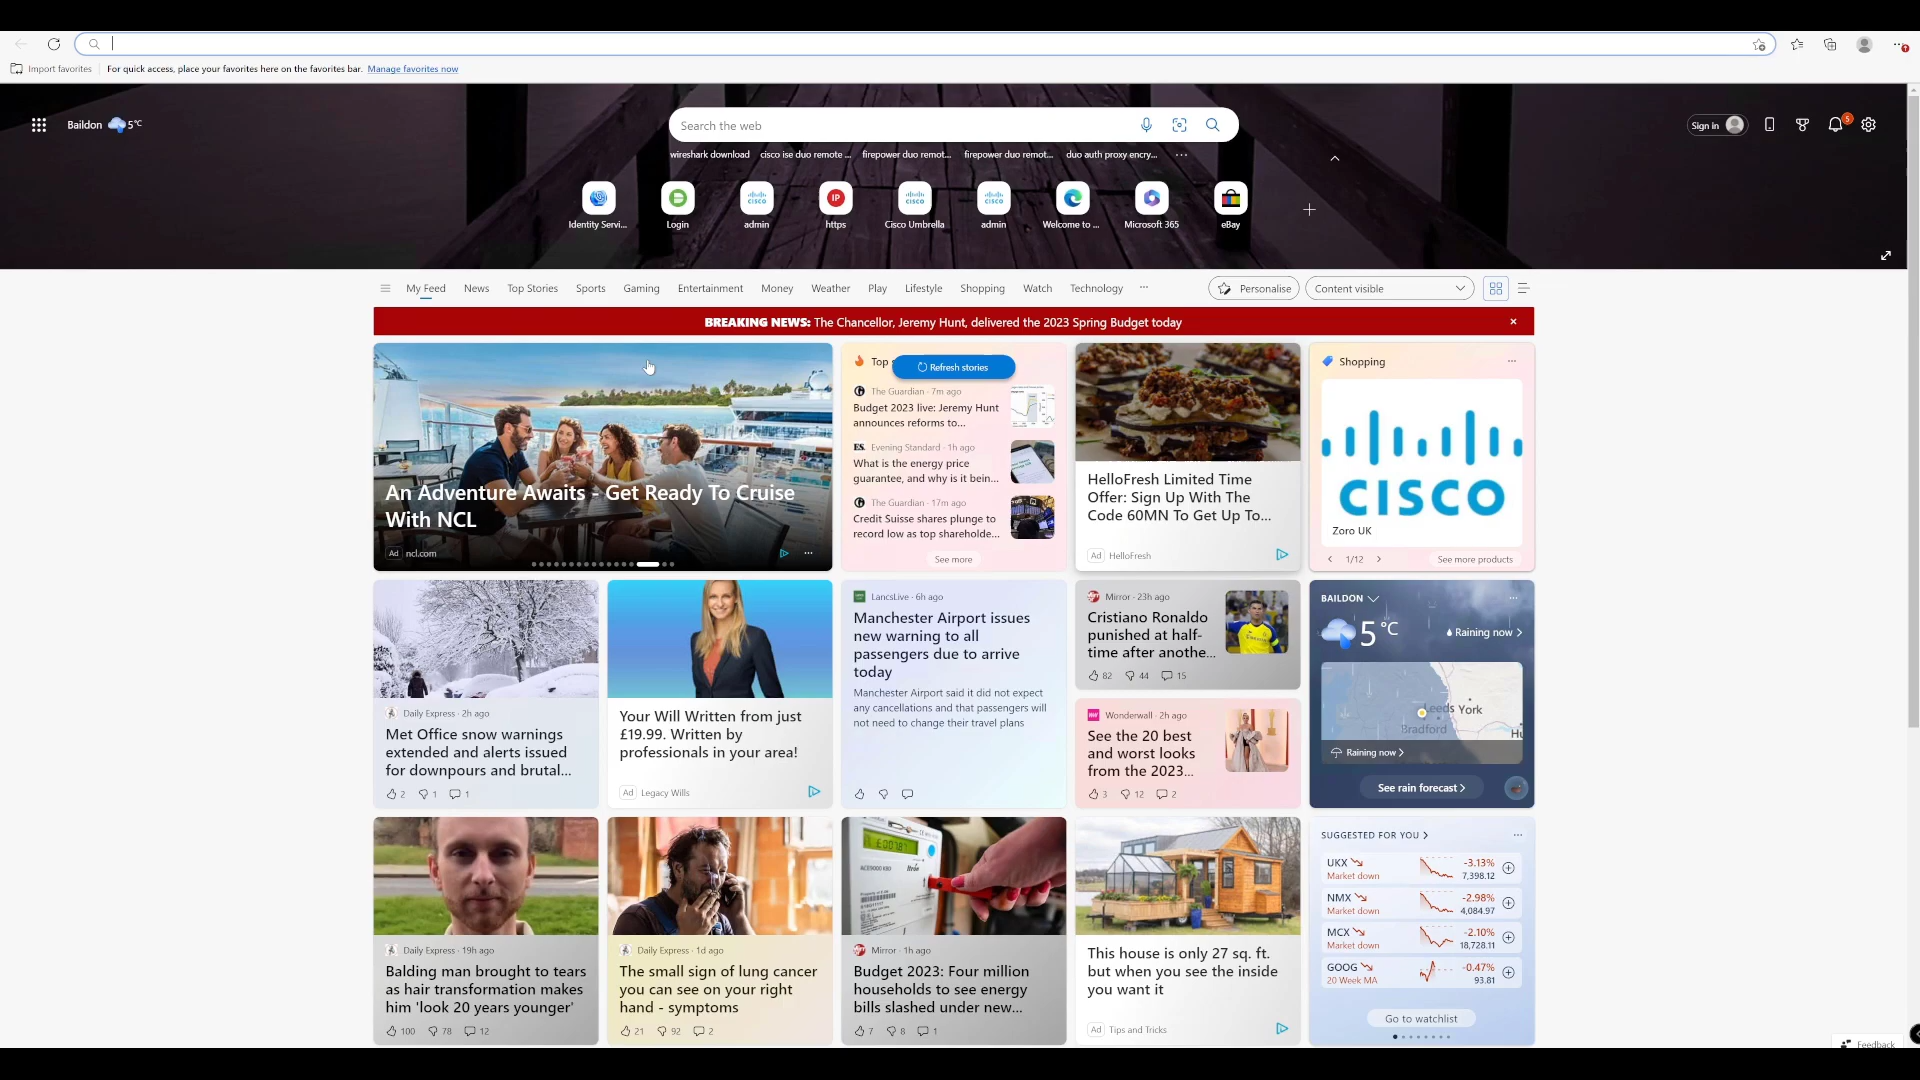 Import favorites
For quick access, place your favorites here on the favorites bar. Manage favorites now
Baildon 5°C
Search the web
Sign in
5
wireshark download cisco ise duo remote ... firepower duo remot... firepower duo remot... duo auth proxy encry... ...
IP
cisco
cisco
cisco
Identity Servi... Login admin https Cisco Umbrella admin Welcome to ... Microsoft 365 eBay
My Feed News Top Stories Sports Gaming Entertainment Money Weather Play Lifestyle Shopping Watch Technology ...
Personalise
Content visible
BREAKING NEWS: The Chancellor, Jeremy Hunt, delivered the 2023 Spring Budget today
An Adventure Awaits - Get Ready To Cruise
With NCL
Ad ncl.com
Top
Refresh stories
The Guardian · 7m ago
Budget 2023 live: Jeremy Hunt
announces reforms to...
ES. Evening Standard · 1h ago
What is the energy price
guarantee, and why is it bein...
The Guardian · 17m ago
Credit Suisse shares plunge to
record low as top shareholde...
See more
HelloFresh Limited Time
Offer: Sign Up With The
Code 60MN To Get Up To...
Ad HelloFresh
Shopping
CISCO
Zoro UK
1/12
See more products
Daily Express · 2h ago
Met Office snow warnings
extended and alerts issued
for downpours and brutal...
2 1 1
Your Will Written from just
£19.99. Written by
professionals in your area!
Ad Legacy Wills
LancsLive · 6h ago
Manchester Airport issues
new warning to all
passengers due to arrive
today
Manchester Airport said it did not expect
any cancellations and that passengers will
not need to change their travel plans
Mirror · 23h ago
Cristiano Ronaldo
punished at half-
time after anothe...
82 44 15
Wonderwall · 2h ago
See the 20 best
and worst looks
from the 2023...
3 12 2
BAILDON
5 °C
Raining now
Leeds York
Bradford
Hu
Raining now
See rain forecast
Daily Express · 19h ago
Balding man brought to tears
as hair transformation makes
him 'look 20 years younger'
100 78 12
Daily Express · 1d ago
The small sign of lung cancer
you can see on your right
hand - symptoms
21 92 2
Mirror · 1h ago
Budget 2023: Four million
households to see energy
bills slashed under new...
7 8 1
This house is only 27 sq. ft.
but when you see the inside
you want it
Ad Tips and Tricks
SUGGESTED FOR YOU
UKX -3.13%
Market down 7,398.12
NMX -2.98%
Market down 4,084.97
MCX -2.10%
Market down 18,728.11
GOOG -0.47%
20 Week MA 93.81
Go to watchlist
Feedback